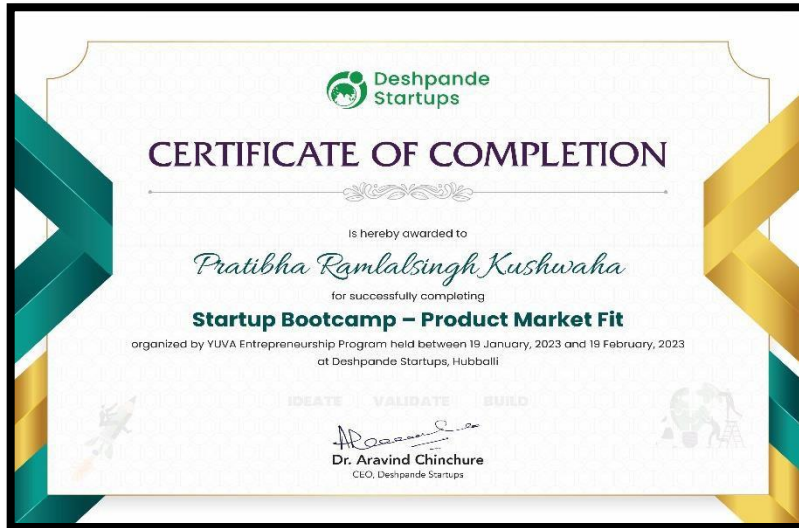 Deshpande
Startups
CERTIFICATE OF COMPLETION
Is hereby awarded to
Pratibha Ramlalsingh Kushwaha
for successfully completing
Startup Bootcamp – Product Market Fit
organized by YUVA Entrepreneurship Program held between 19 January, 2023 and 19 February, 2023
at Deshpande Startups, Hubballi
IDEATE VALIDATE BUILD
Dr. Aravind Chinchure
CEO, Deshpande Startups